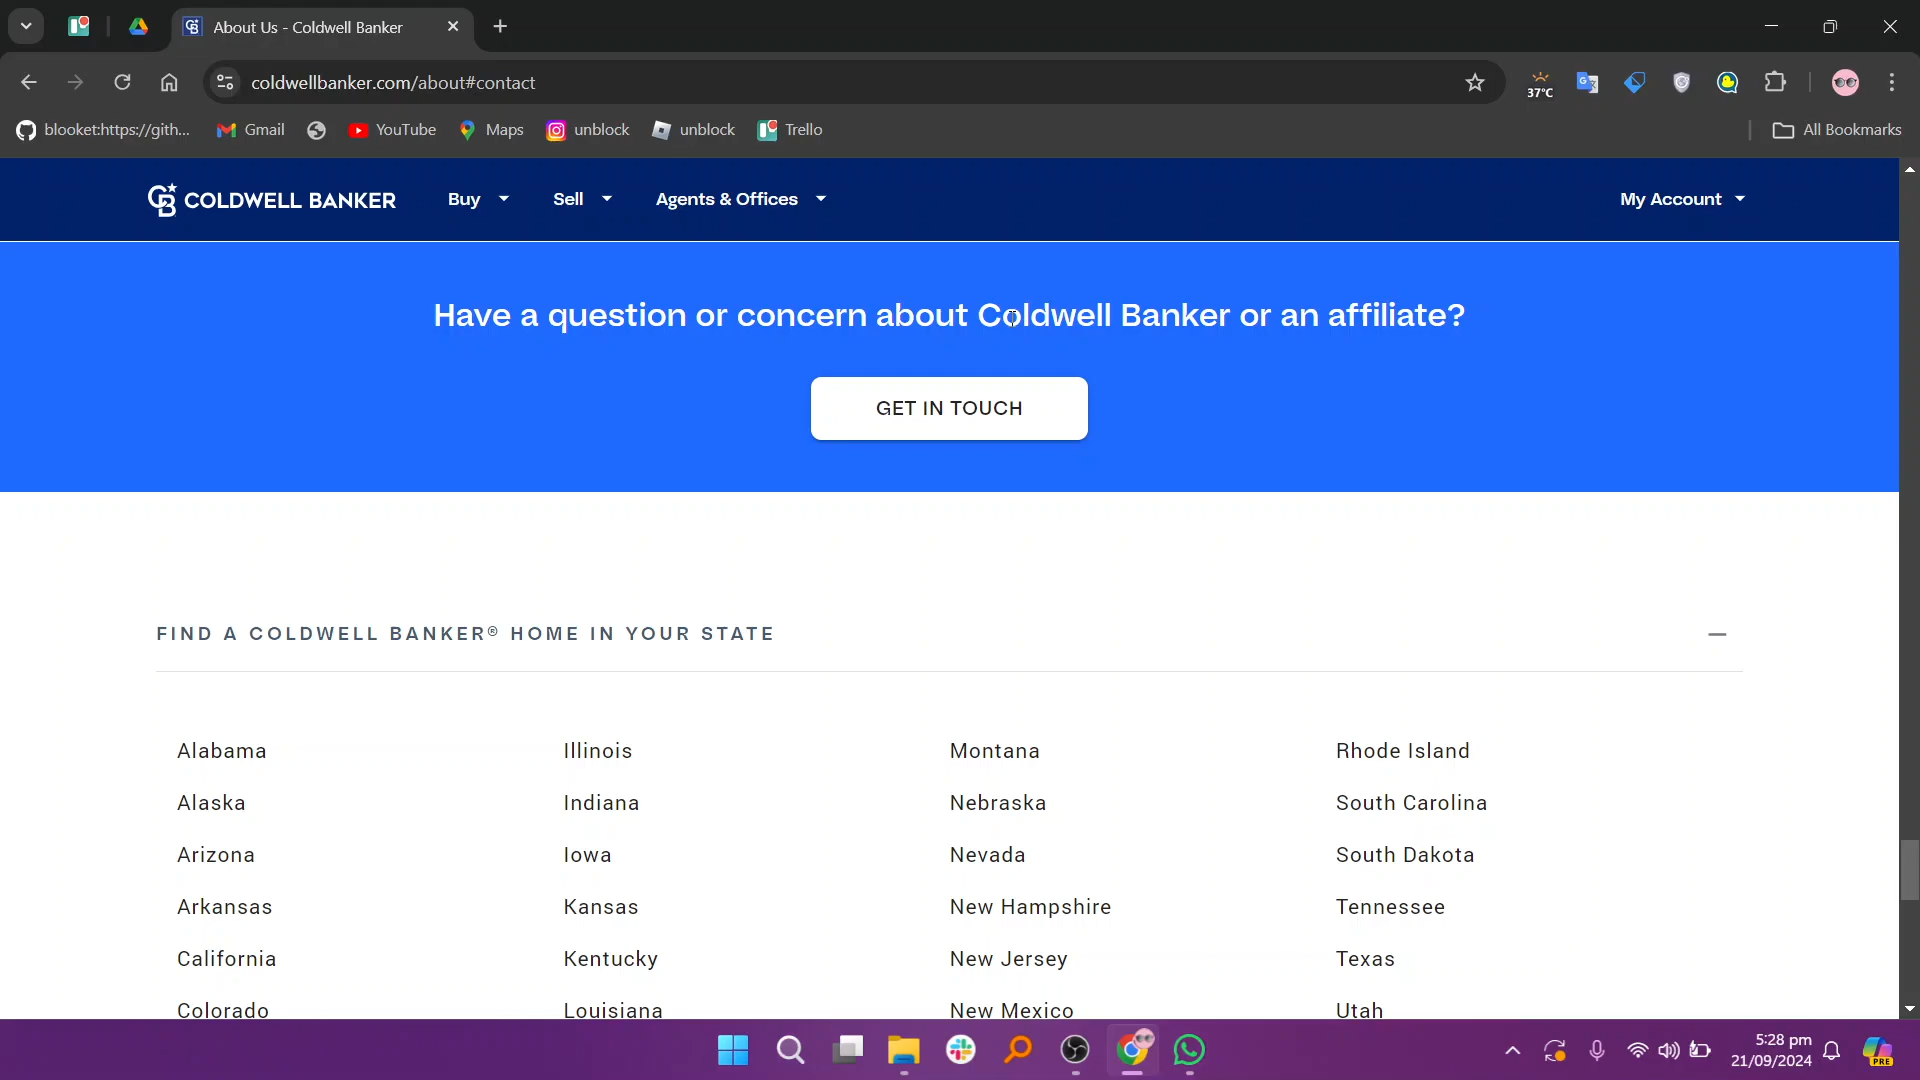 About Us - Coldwell Banker
coldwellbanker.com/about#contact
37°C
blooket:https://gith...
Gmail
YouTube
Maps
unblock
unblock
Trello
All Bookmarks
COLDWELL BANKER
Buy
Sell
Agents & Offices
My Account
Have a question or concern about Coldwell Banker or an affiliate?
GET IN TOUCH
FIND A COLDWELL BANKER® HOME IN YOUR STATE
Alabama Illinois Montana Rhode Island
Alaska Indiana Nebraska South Carolina
Arizona Iowa Nevada South Dakota
Arkansas Kansas New Hampshire Tennessee
California Kentucky New Jersey Texas
Colorado Louisiana New Mexico Utah
5:28 pm
21/09/2024
PRE